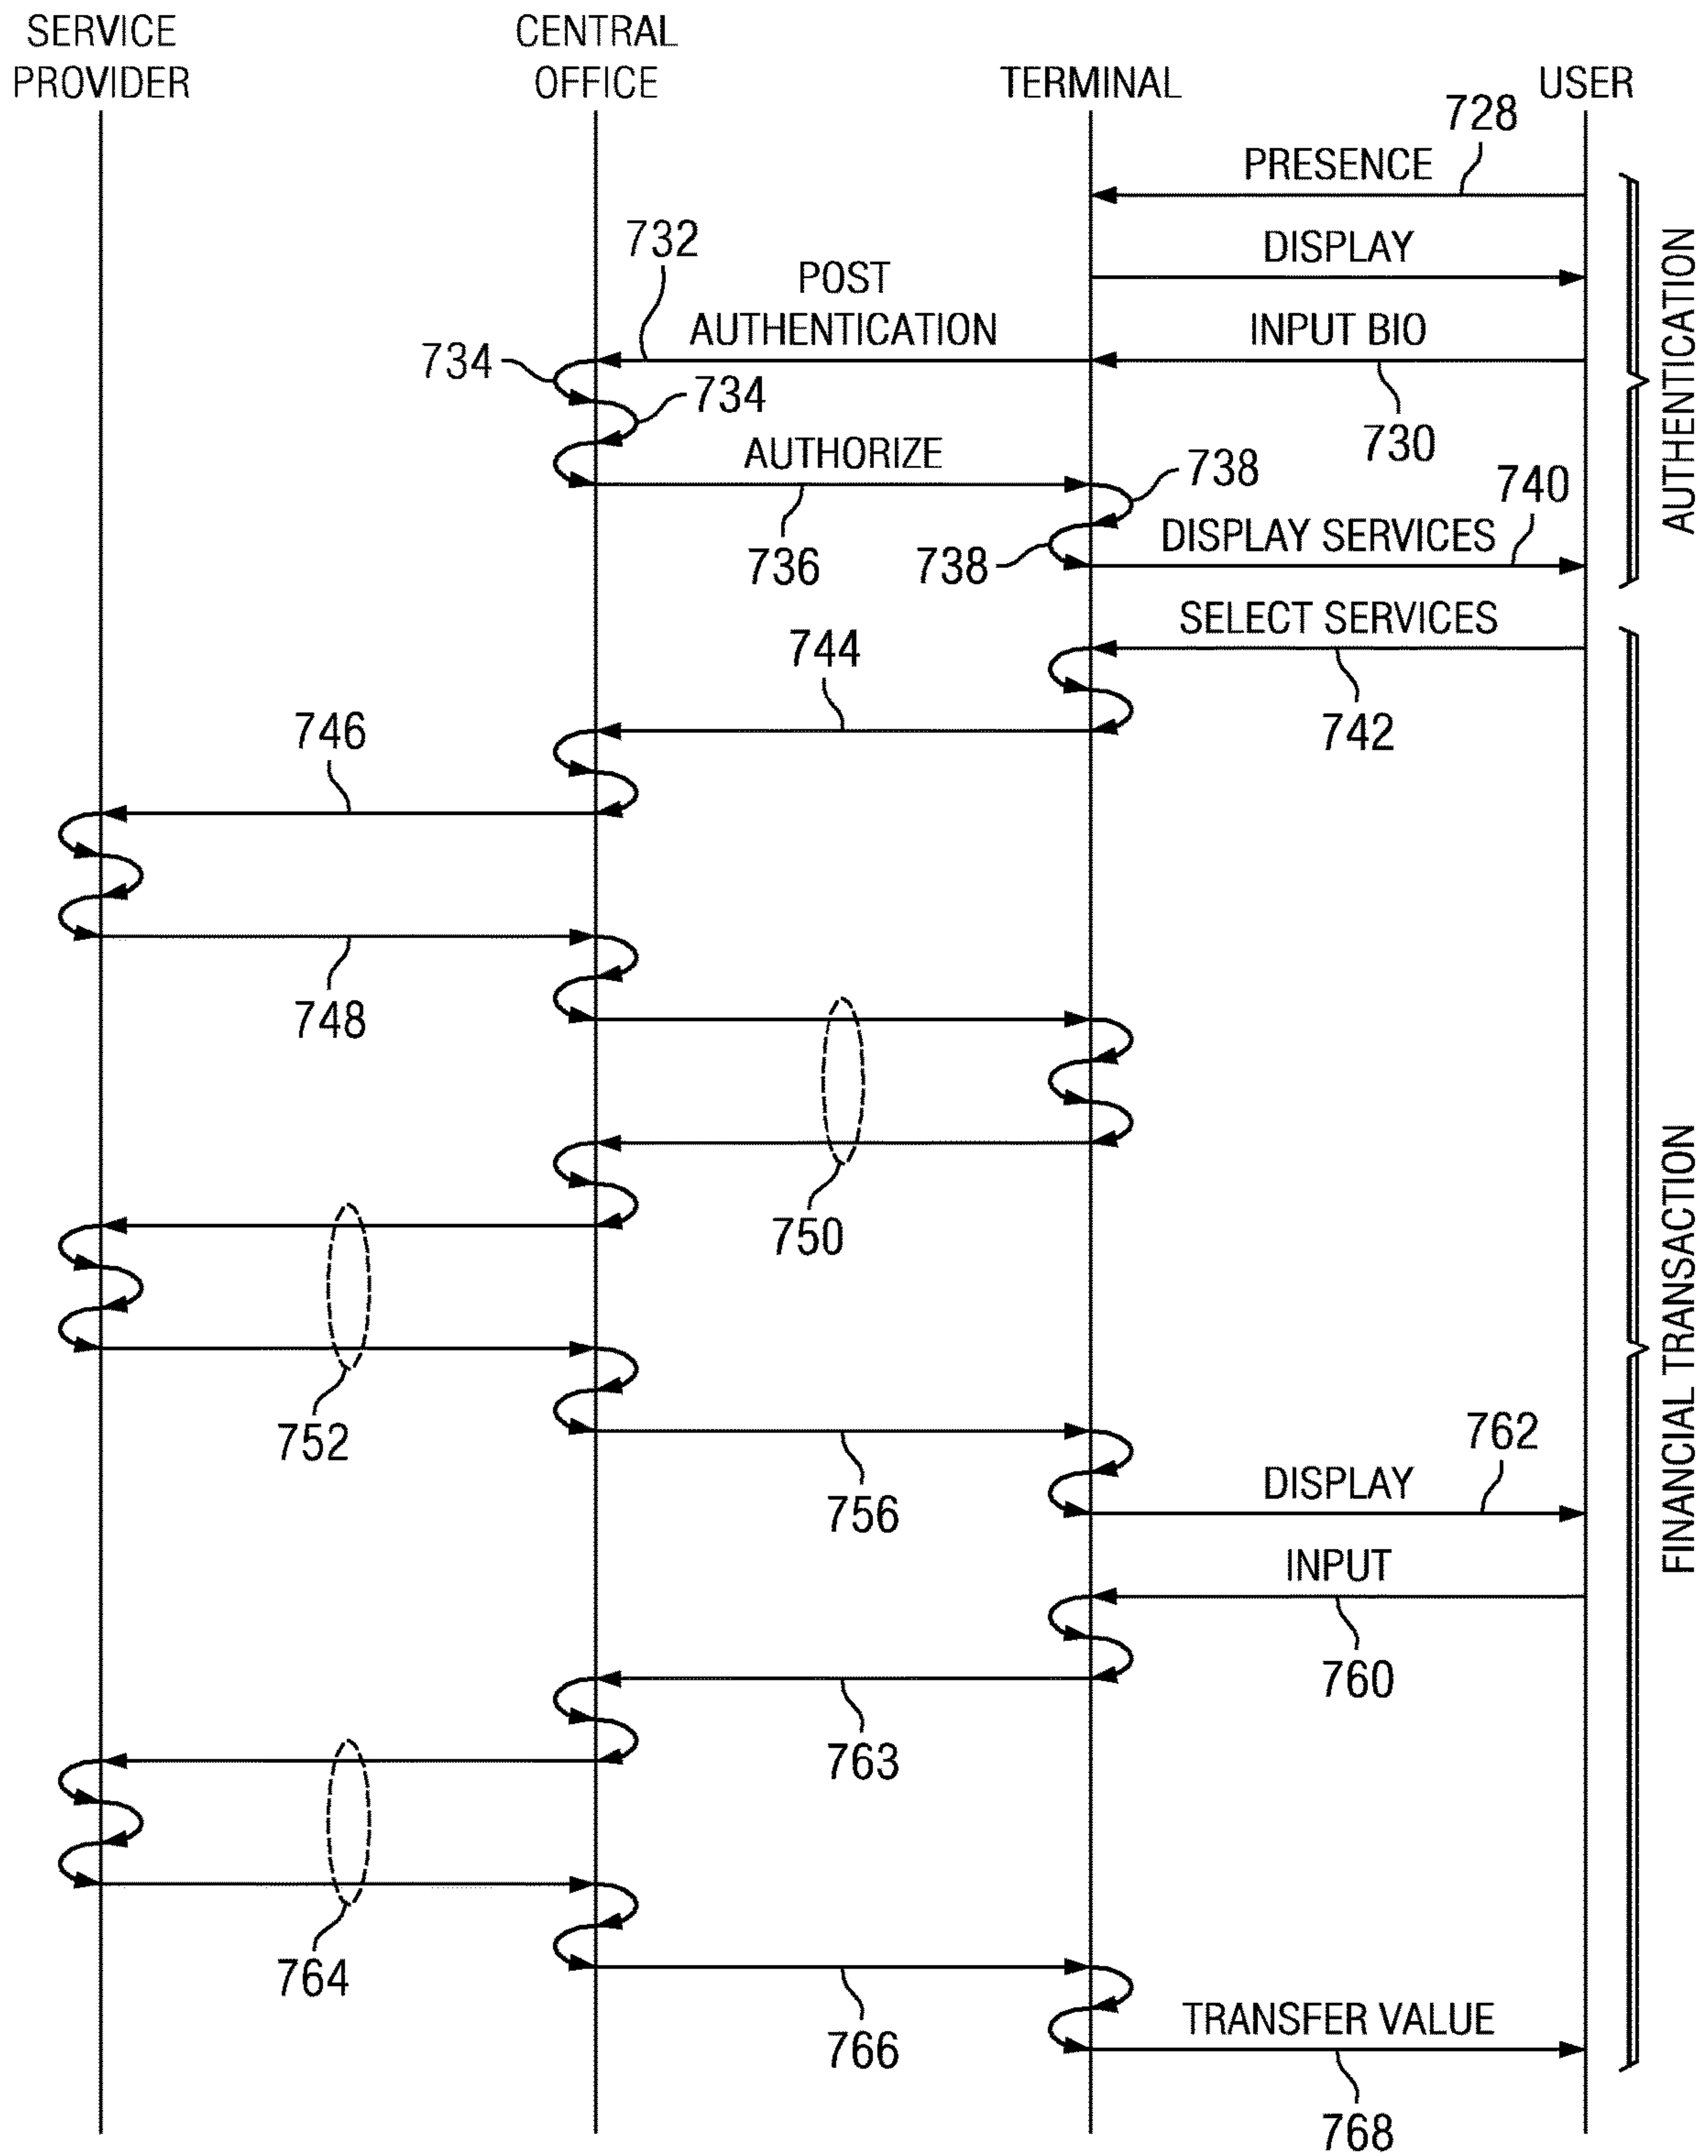 SERVICE
PROVIDER
CENTRAL
OFFICE
TERMINAL
USER
728
PRESENCE
DISPLAY
732
POST
AUTHENTICATION
INPUT BIO
734
734
730
AUTHORIZE
738
740
736
738
DISPLAY SERVICES
AUTHENTICATION
SELECT SERVICES
744
742
746
748
750
752
756
762
DISPLAY
INPUT
760
763
764
766
TRANSFER VALUE
768
FINANCIAL TRANSACTION